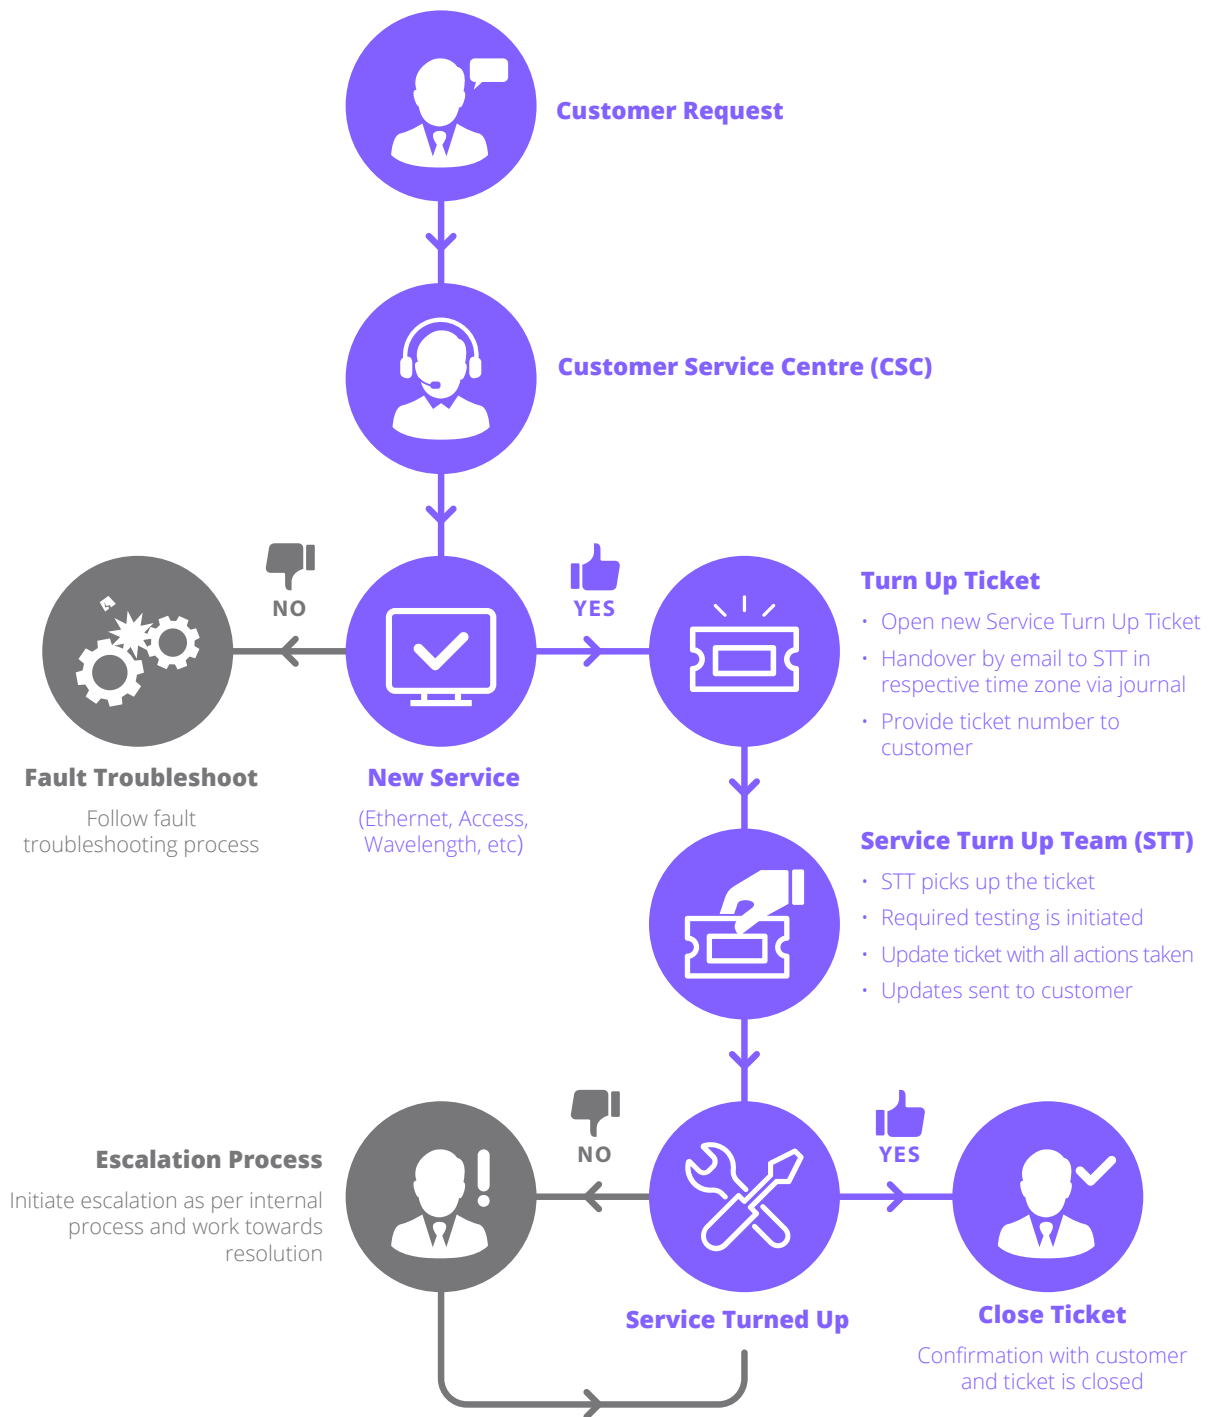 Customer Request
Customer Service Centre (CSC)
NO
YES
Turn Up Ticket
• Open new Service Turn Up Ticket
• Handover by email to STT in
respective time zone via journal
• Provide ticket number to
customer
Fault Troubleshoot
Follow fault
troubleshooting process
New Service
(Ethernet, Access,
Wavelength, etc)
Service Turn Up Team (STT)
• STT picks up the ticket
• Required testing is initiated
• Update ticket with all actions taken
• Updates sent to customer
NO
YES
Escalation Process
Initiate escalation as per internal
process and work towards
resolution
Service Turned Up
Close Ticket
Confirmation with customer
and ticket is closed